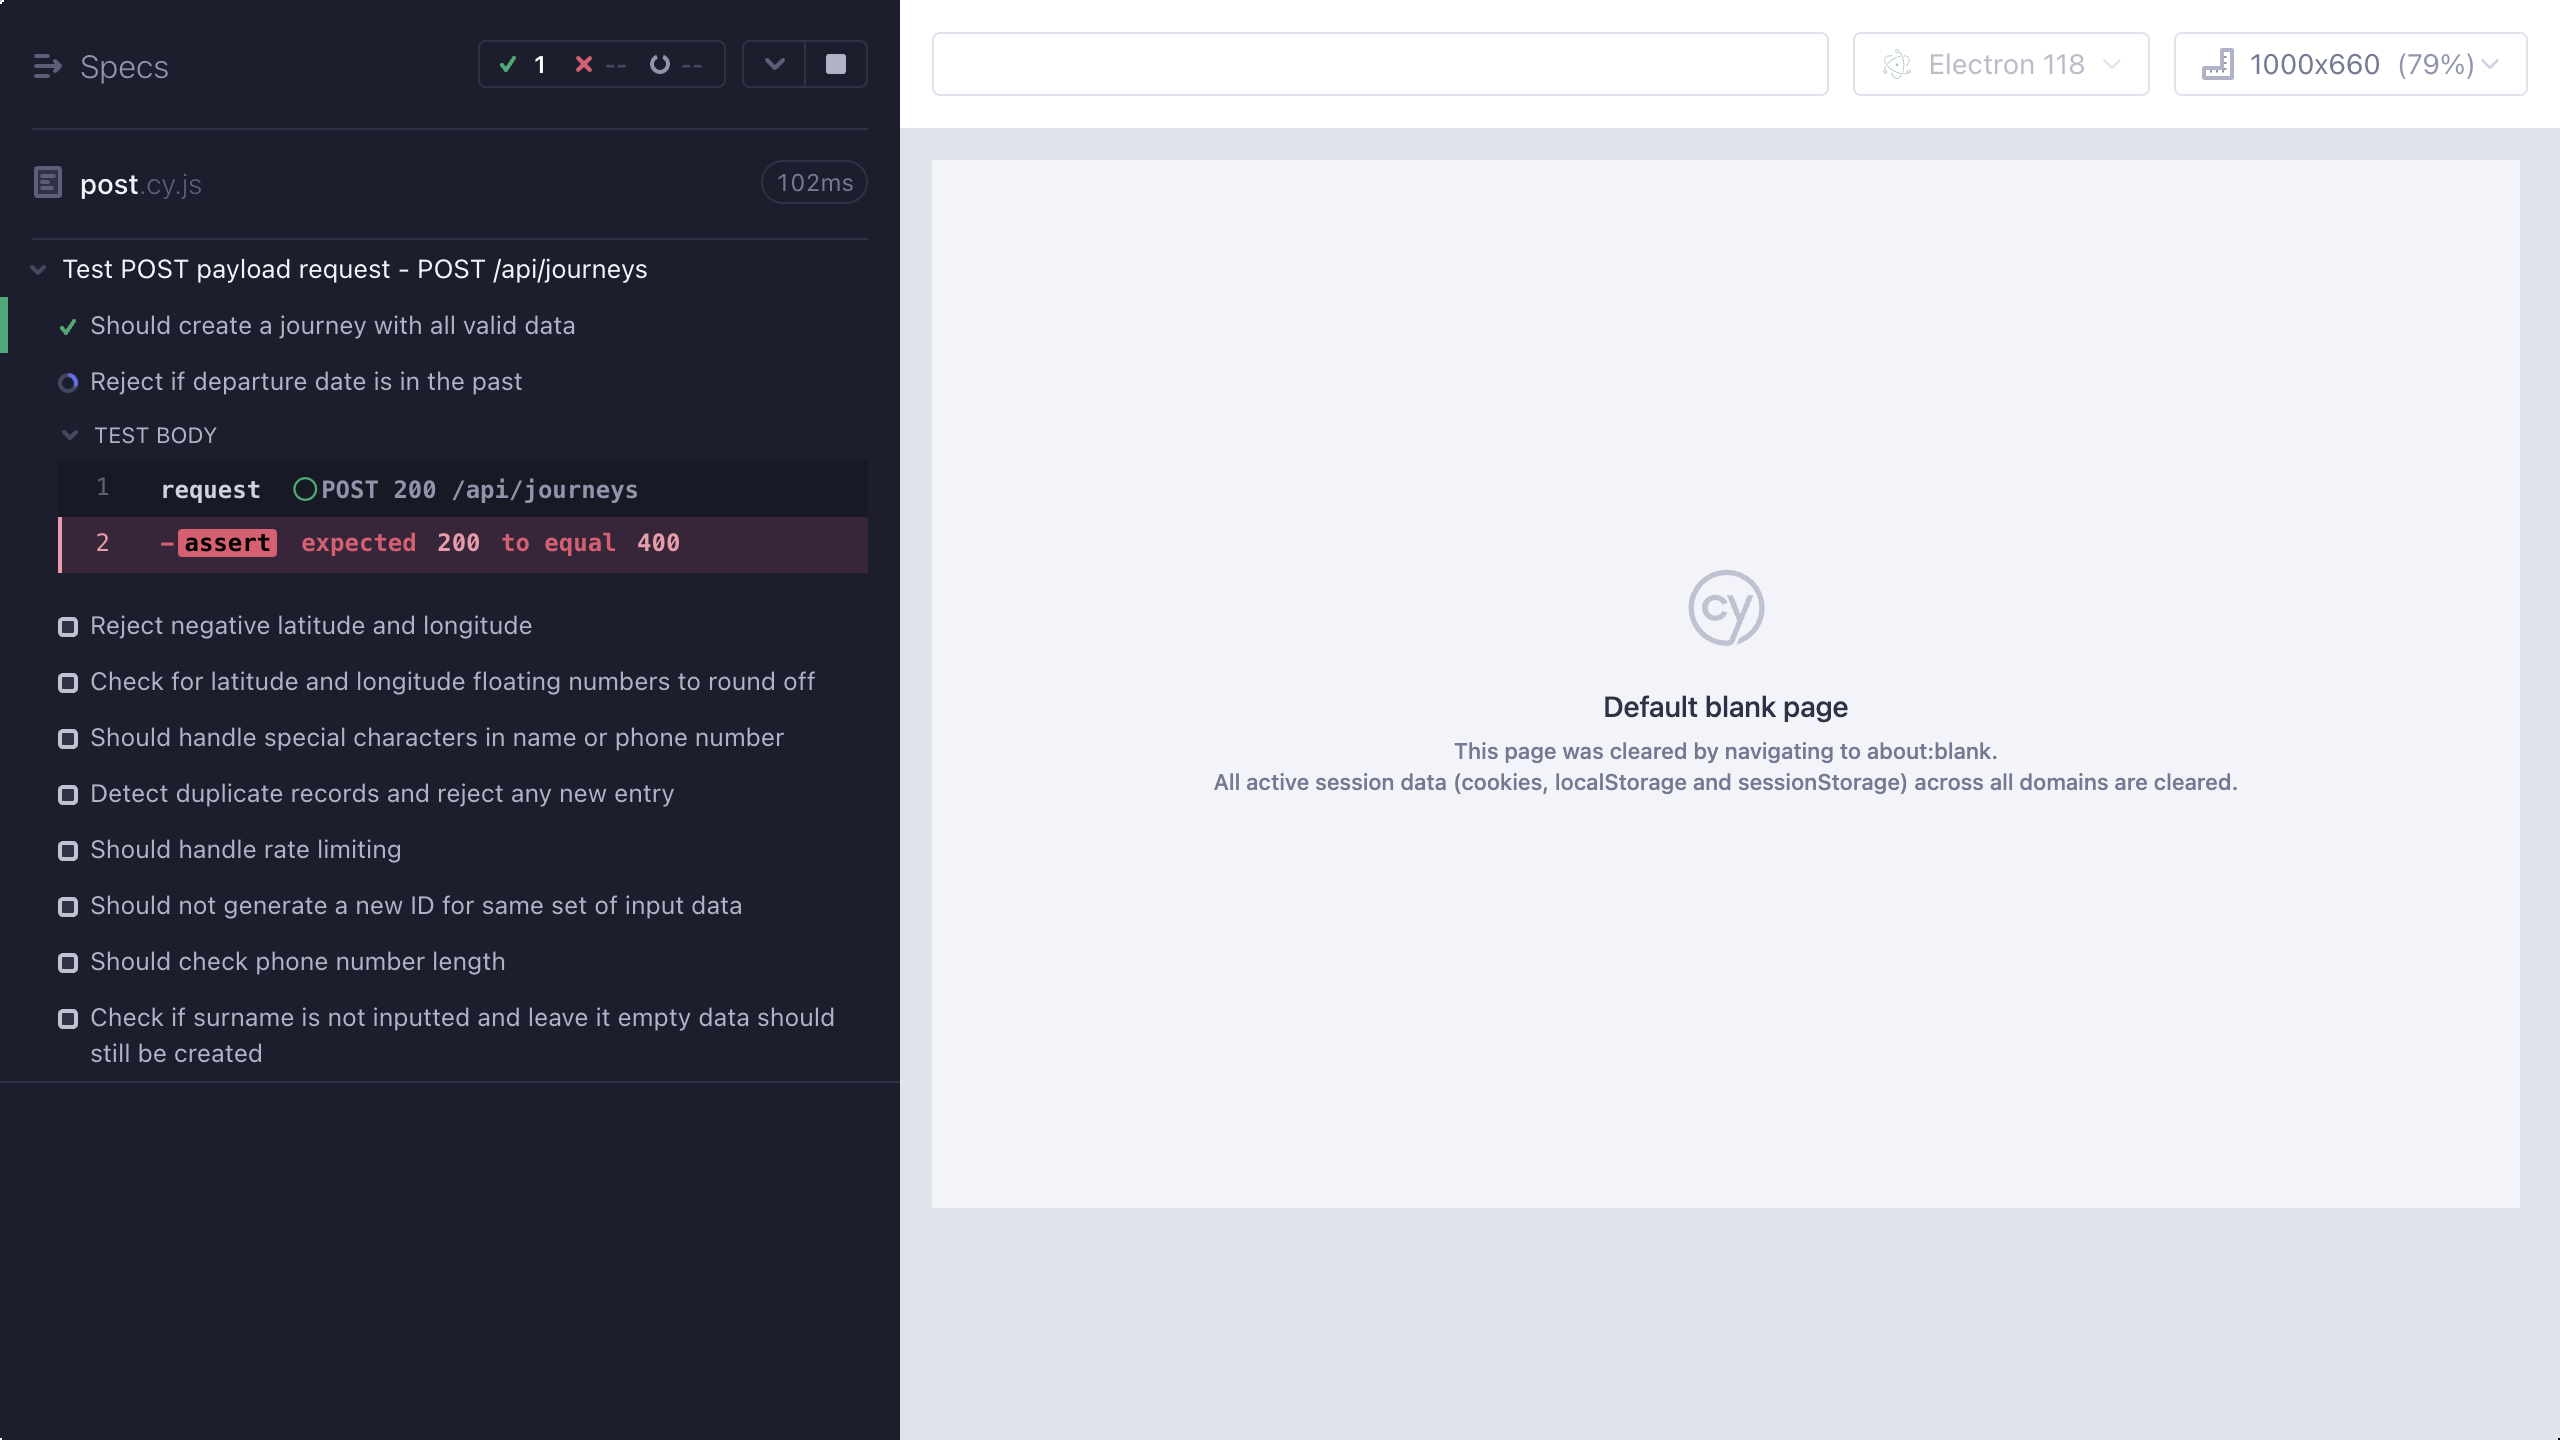 Specs
1 -- --
post.cy.js
102ms
Test POST payload request - POST /api/journeys
Should create a journey with all valid data
Reject if departure date is in the past
TEST BODY
1 request POST 200 /api/journeys
2 -assert expected 200 to equal 400
Reject negative latitude and longitude
Check for latitude and longitude floating numbers to round off
Should handle special characters in name or phone number
Detect duplicate records and reject any new entry
Should handle rate limiting
Should not generate a new ID for same set of input data
Should check phone number length
Check if surname is not inputted and leave it empty data should
still be created
Electron 118
1000x660 (79%)
cy
Default blank page
This page was cleared by navigating to about:blank.
All active session data (cookies, localStorage and sessionStorage) across all domains are cleared.